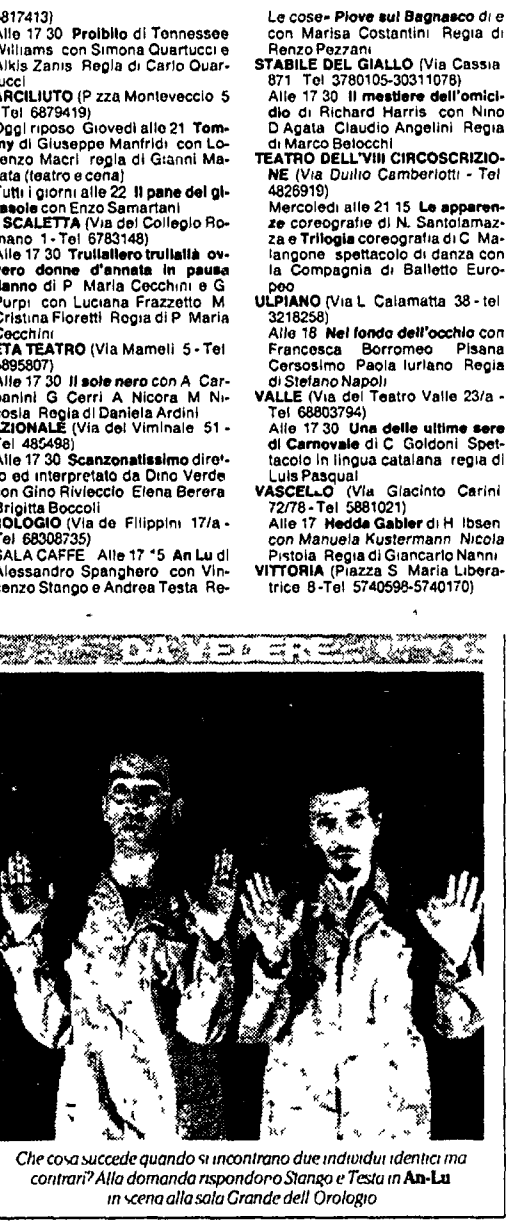 5817413)
Alle 17 30 Proibito di Tennessee
Williams con Simona Quartucci e
Alkis Zanis Regia di Carlo Quar-
tucci
ARCILIUTO (P zza Monteveccio 5
Tel 6879419)
Oggi riposo Giovedì alle 21 Tom-
my di Giuseppe Manfridi con Lo-
renzo Macrì regia di Gianni Ma-
rata (teatro e cena)
Tutti i giorni alle 22 Il pane del gi-
rasole con Enzo Samartani
SCALETTA (Via del Collegio Ro-
mano 1 - Tel 6783148)
Alle 17 30 Trullallero trullallà ov-
vero donne d'annata in pausa
danno di P Maria Cecchini e G
Purpi con Luciana Frazzetto M
Cristina Fioretti Regia di P Maria
Cecchini
META TEATRO (Via Mameli 5 - Tel
5895807)
Alle 17 30 Il sole nero con A Car-
panini G Cerri A Nicora M Ni-
cosia Regia di Daniela Ardini
NAZIONALE (Via del Viminale 51 -
Tel 485498)
Alle 17 30 Scanzonatissimo diret-
to ed interpretato da Dino Verde
con Gino Rivieccio Elena Berera
Brigitta Boccoli
OROLOGIO (Via de Filippini 17/a -
Tel 68308735)
SALA CAFFE Alle 17 15 An Lu di
Alessandro Spanghero con Vin-
cenzo Stango e Andrea Testa Re-
Le cose- Piove sul Bagnasco di e
con Marisa Costantini Regia di
Renzo Pezzani
STABILE DEL GIALLO (Via Cassia
871 Tel 3780105-30311078)
Alle 17 30 Il mestiere dell'omici-
dio di Richard Harris con Nino
D Agata Claudio Angelini Regia
di Marco Belocchi
TEATRO DELL'VIII CIRCOSCRIZIO-
NE (Via Duilio Camberlotti - Tel
4826919)
Mercoledì alle 21 15 Le apparen-
ze coreografie di N. Santolamaz-
za e Trilogia coreografia di C Ma-
langone spettacolo di danza con
la Compagnia di Balletto Euro-
peo
ULPIANO (Via L Calamatta 38 - tel
3218258)
Alle 18 Nel fondo dell'occhio con
Francesca Borromeo Pisana
Cersosimo Paola Iurlano Regia
di Stefano Napoli
VALLE (Via del Teatro Valle 23/a -
Tel 68803794)
Alle 17 30 Una delle ultime sere
di Carnovale di C Goldoni Spet-
tacolo in lingua catalana regia di
Luis Pasqual
VASCELLO (Via Giacinto Carini
72/78 - Tel 5881021)
Alle 17 Hedda Gabler di H Ibsen
con Manuela Kustermann Nicola
Pistoia Regia di Giancarlo Nanni
VITTORIA (Piazza S Maria Libera-
trice 8 -Tel 5740598-5740170)
DA VEDERE
Che cosa succede quando si incontrano due individui identici ma
contrari? Alla domanda rispondono Stango e Testa in An-Lu
in scena alla sala Grande dell Orologio